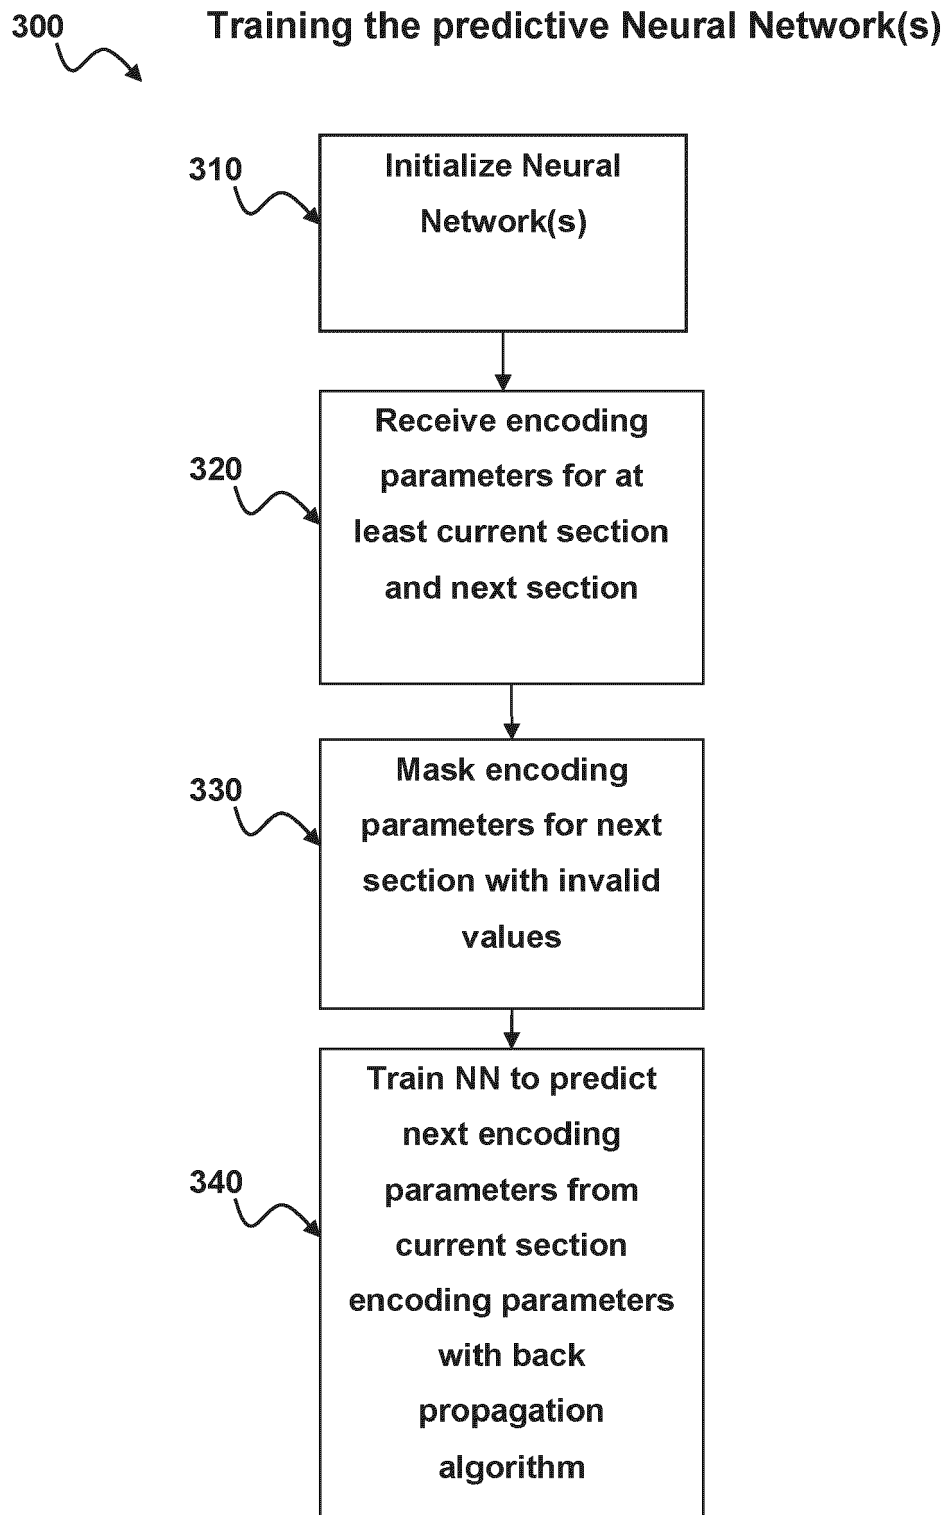 300
Training the predictive Neural Network(s)
310
Initialize Neural
Network(s)
320
Receive encoding
parameters for at
least current section
and next section
330
Mask encoding
parameters for next
section with invalid
values
340
Train NN to predict
next encoding
parameters from
current section
encoding parameters
with back
propagation
algorithm